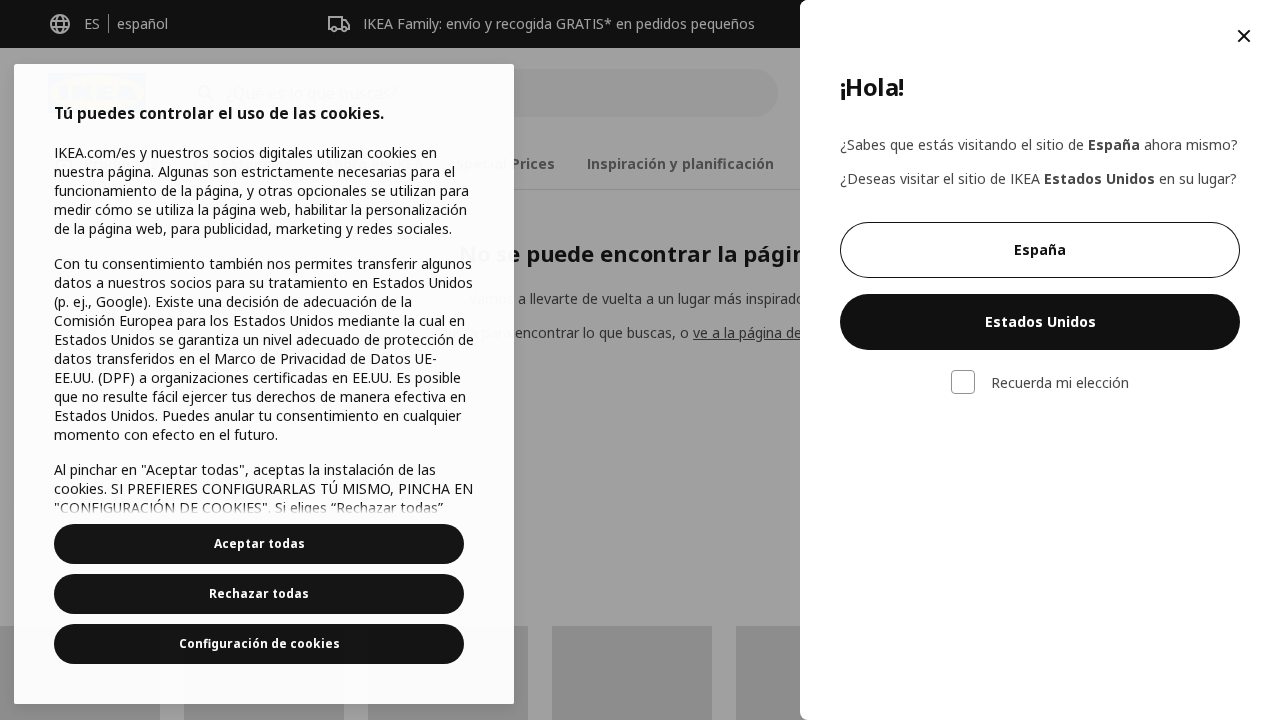 ES español
IKEA Family: envío y recogida GRATIS* en pedidos pequeños
Prices
Inspiración y planificación
No se puede encontrar la págin
a llevarte de vuelta a un lugar más inspirado
encontrar lo que buscas, o ve a la página de
Tú puedes controlar el uso de las cookies.
IKEA.com/es y nuestros socios digitales utilizan cookies en
nuestra página. Algunas son estrictamente necesarias para el
funcionamiento de la página, y otras opcionales se utilizan para
medir cómo se utiliza la página web, habilitar la personalización
de la página web, para publicidad, marketing y redes sociales.
Con tu consentimiento también nos permites transferir algunos
datos a nuestros socios para su tratamiento en Estados Unidos
(p. ej., Google). Existe una decisión de adecuación de la
Comisión Europea para los Estados Unidos mediante la cual en
Estados Unidos se garantiza un nivel adecuado de protección de
datos transferidos en el Marco de Privacidad de Datos UE-
EE.UU. (DPF) a organizaciones certificadas en EE.UU. Es posible
que no resulte fácil ejercer tus derechos de manera efectiva en
Estados Unidos. Puedes anular tu consentimiento en cualquier
momento con efecto en el futuro.
Al pinchar en "Aceptar todas", aceptas la instalación de las
cookies. SI PREFIERES CONFIGURARLAS TÚ MISMO, PINCHA EN
"CONFIGURACIÓN DE COOKIES". Si eliges “Rechazar todas”
Aceptar todas
Rechazar todas
Configuración de cookies
¡Hola!
¿Sabes que estás visitando el sitio de España ahora mismo?
¿Deseas visitar el sitio de IKEA Estados Unidos en su lugar?
España
Estados Unidos
Recuerda mi elección